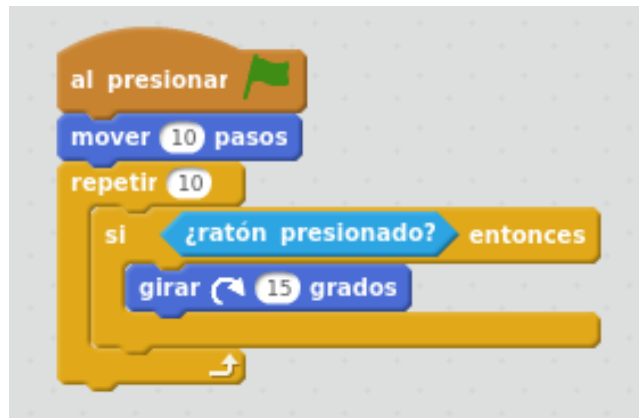 al presionar
mover 10 pasos
repetir 10
si ¿ratón presionado? entonces
girar 15 grados